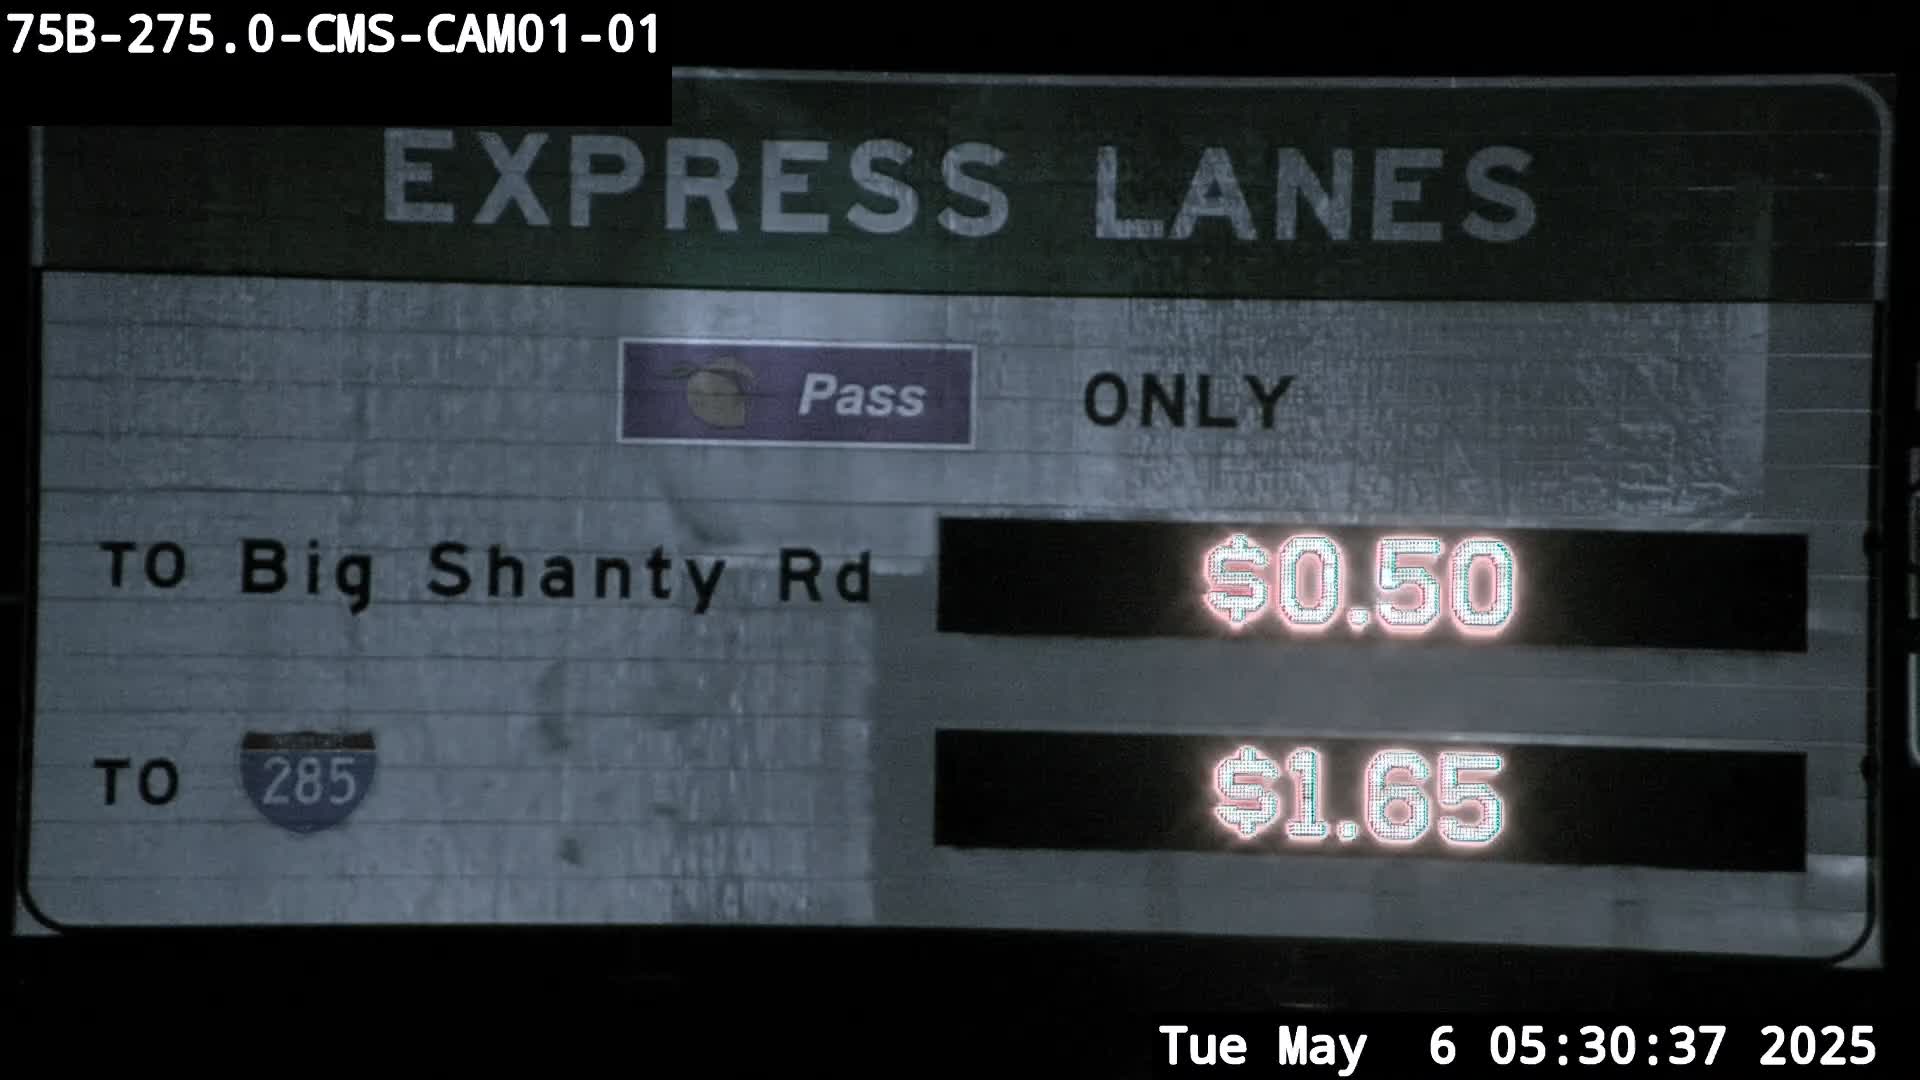 75B-275.0-CMS-CAM01-01
EXPRESS LANES
Pass ONLY
TO Big Shanty Rd $0.50
TO 285 $1.65
Tue May 6 05:30:37 2025